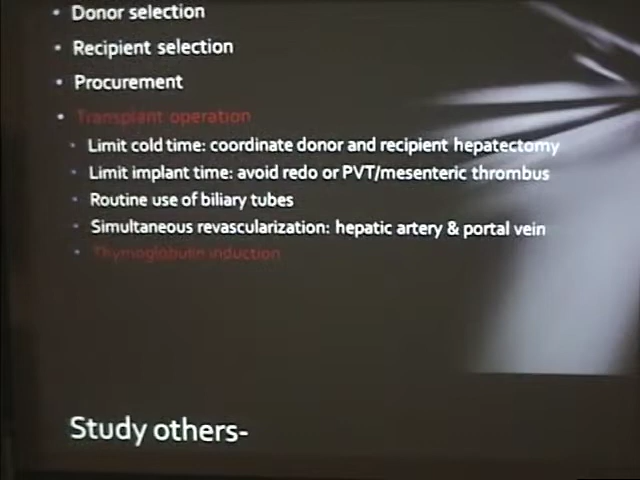 • Donor selection
• Recipient selection
• Procurement
• Transplant operation
• Limit cold time: coordinate donor and recipient hepatectomy
• Limit implant time: avoid redo or PVT/mesenteric thrombus
• Routine use of biliary tubes
• Simultaneous revascularization: hepatic artery & portal vein
• Thymoglobulin induction
Study others-